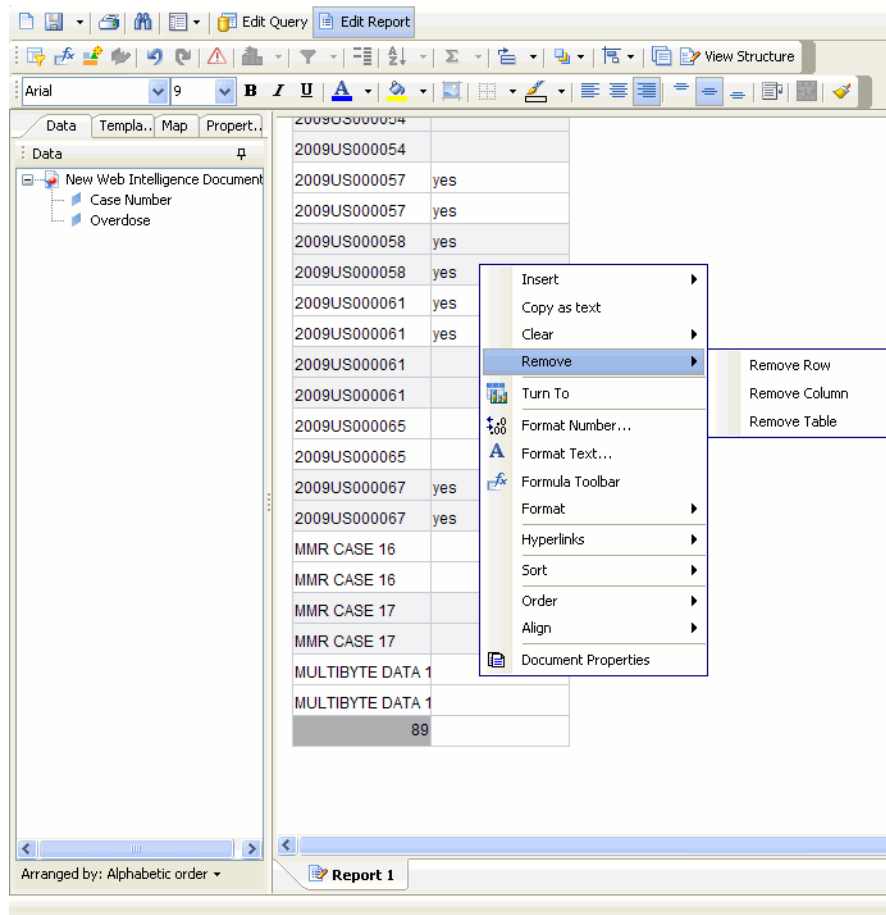 Edit Query Edit Report
View Structure
Arial 9 B I U A
Data Templa.. Map Propert..
Data
New Web Intelligence Document
Case Number
Overdose
2009US000054
2009US000054
2009US000057 yes
2009US000057 yes
2009US000058 yes
2009US000058 yes
2009US000061 yes
2009US000061 yes
2009US000061
2009US000061
2009US000065
2009US000065
2009US000067 yes
2009US000067 yes
MMR CASE 16
MMR CASE 16
MMR CASE 17
MMR CASE 17
MULTIBYTE DATA 1
MULTIBYTE DATA 1
89
Insert
Copy as text
Clear
Remove
Turn To
Format Number...
Format Text...
Formula Toolbar
Format
Hyperlinks
Sort
Order
Align
Document Properties
Remove Row
Remove Column
Remove Table
Arranged by: Alphabetic order
Report 1